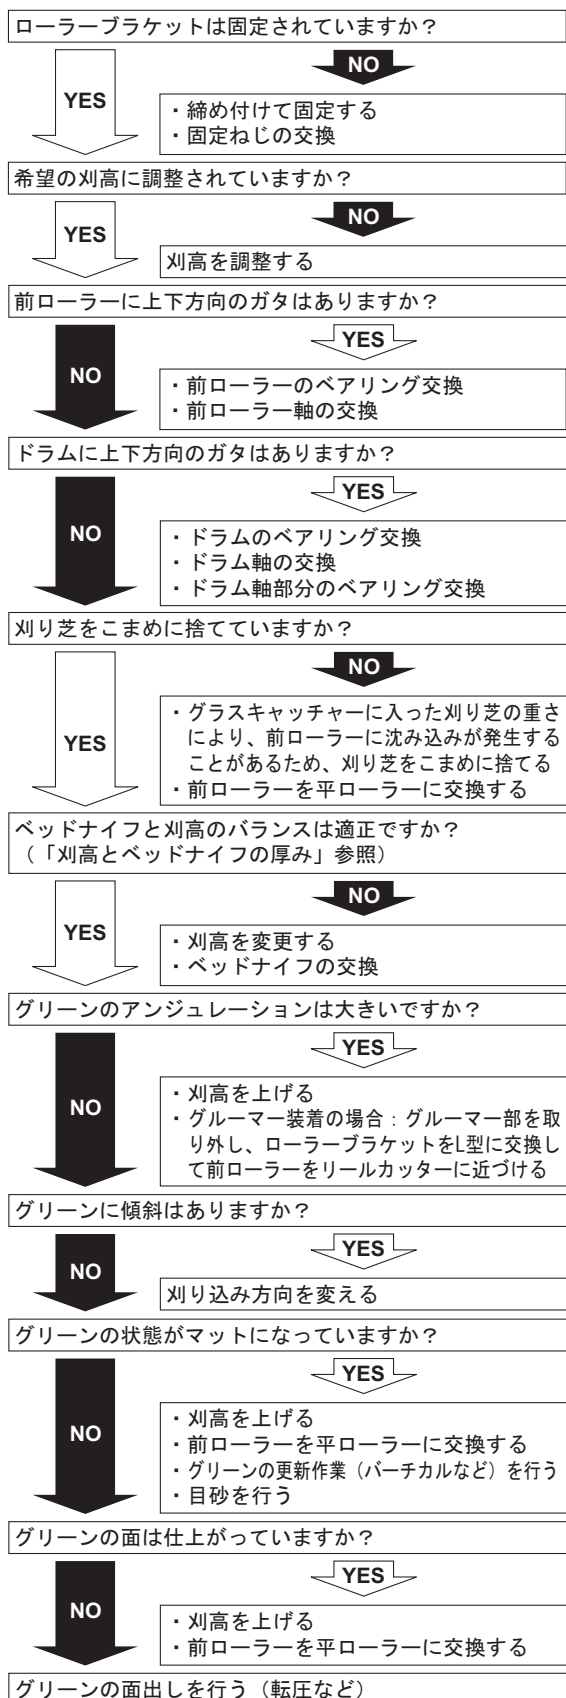 ローラーブラケットは固定されていますか？
NO
YES
・締め付けて固定する
・固定ねじの交換
希望の刈高に調整されていますか？
NO
YES
刈高を調整する
前ローラーに上下方向のガタはありますか？
YES
NO
・前ローラーのベアリング交換
・前ローラー軸の交換
ドラムに上下方向のガタはありますか？
YES
NO
・ドラムのベアリング交換
・ドラム軸の交換
・ドラム軸部分のベアリング交換
刈り芝をこまめに捨てていますか？
NO
YES
・グラスキャッチャーに入った刈り芝の重さ
により、前ローラーに沈み込みが発生する
ことがあるため、刈り芝をこまめに捨てる
・前ローラーを平ローラーに交換する
ベッドナイフと刈高のバランスは適正ですか？
（「刈高とベッドナイフの厚み」参照）
NO
YES
・刈高を変更する
・ベッドナイフの交換
グリーンのアンジュレーションは大きいですか？
YES
NO
・刈高を上げる
・グルーマー装着の場合：グルーマー部を取
り外し、ローラーブラケットをL型に交換し
て前ローラーをリールカッターに近づける
グリーンに傾斜はありますか？
YES
NO
刈り込み方向を変える
グリーンの状態がマットになっていますか？
YES
NO
・刈高を上げる
・前ローラーを平ローラーに交換する
・グリーンの更新作業（バーチカルなど）を行う
・目砂を行う
グリーンの面は仕上がっていますか？
YES
NO
・刈高を上げる
・前ローラーを平ローラーに交換する
グリーンの面出しを行う（転圧など）